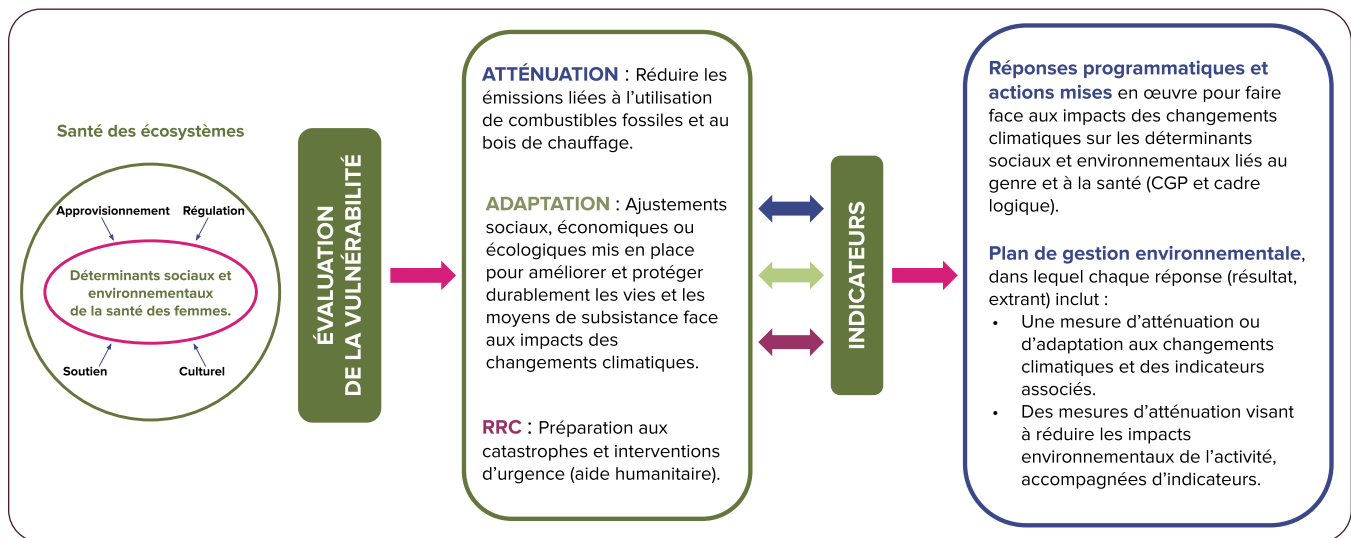 Santé des écosystèmes
Approvisionnement
Régulation
Déterminants sociaux et
environnementaux
de la santé des femmes.
Soutien
Culturel
ÉVALUATION
DE LA VULNÉRABILITÉ
ATTÉNUATION : Réduire les
émissions liées à l’utilisation
de combustibles fossiles et au
bois de chauffage.
ADAPTATION : Ajustements
sociaux, économiques ou
écologiques mis en place
pour améliorer et protéger
durablement les vies et les
moyens de subsistance face
aux impacts des
changements climatiques.
RRC : Préparation aux
catastrophes et interventions
d’urgence (aide humanitaire).
INDICATEURS
Réponses programmatiques et
actions mises en œuvre pour faire
face aux impacts des changements
climatiques sur les déterminants
sociaux et environnementaux liés au
genre et à la santé (CGP et cadre
logique).
Plan de gestion environnementale,
dans lequel chaque réponse (résultat,
extrant) inclut :
• Une mesure d’atténuation ou
d’adaptation aux changements
climatiques et des indicateurs
associés.
• Des mesures d’atténuation visant
à réduire les impacts
environnementaux de l’activité,
accompagnées d’indicateurs.